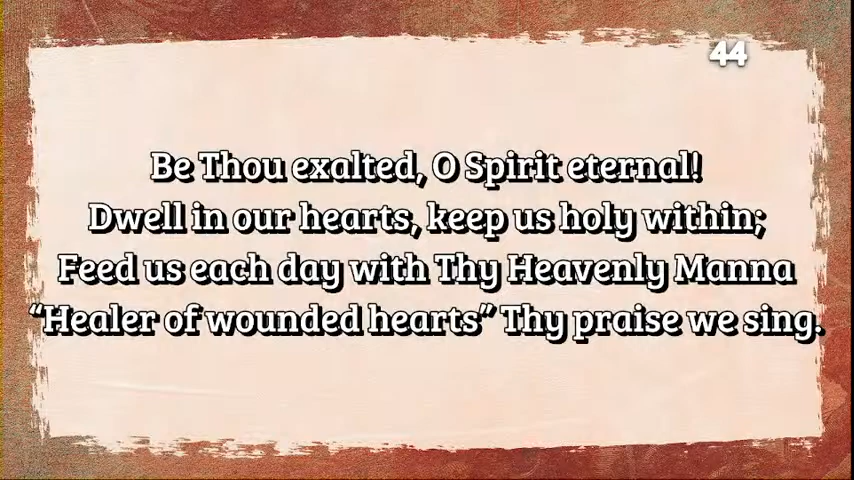 44
Be Thou exalted, O Spirit eternal!
Dwell in our hearts, keep us holy within;
Feed us each day with Thy Heavenly Manna
“Healer of wounded hearts” Thy praise we sing.